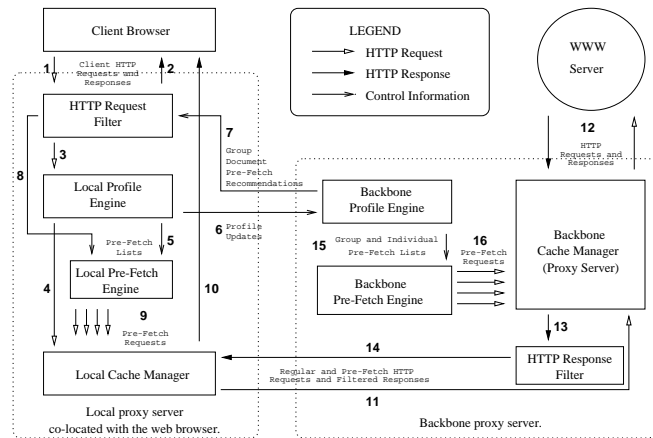 Client Browser
LEGEND
HTTP Request
HTTP Response
Control Information
WWW
Server
1
Client HTTP
Requests and
Responses
2
HTTP Request
Filter
7
Group
Document
Pre-Fetch
Recommendations
12
HTTP
Requests and
Responses
8
3
Local Profile
Engine
Backbone
Profile Engine
Backbone
Cache Manager
(Proxy Server)
6
Profile
Updates
5
Pre-Fetch
Lists
15
Group and Individual
Pre-Fetch Lists
16
Pre-Fetch
Requests
Local Pre-Fetch
Engine
Backbone
Pre-Fetch Engine
4
9
10
Pre-Fetch
Requests
13
14
HTTP Response
Filter
Local Cache Manager
Regular and Pre-Fetch HTTP
Requests and Filtered Responses
11
Local proxy server
co-located with the web browser.
Backbone proxy server.